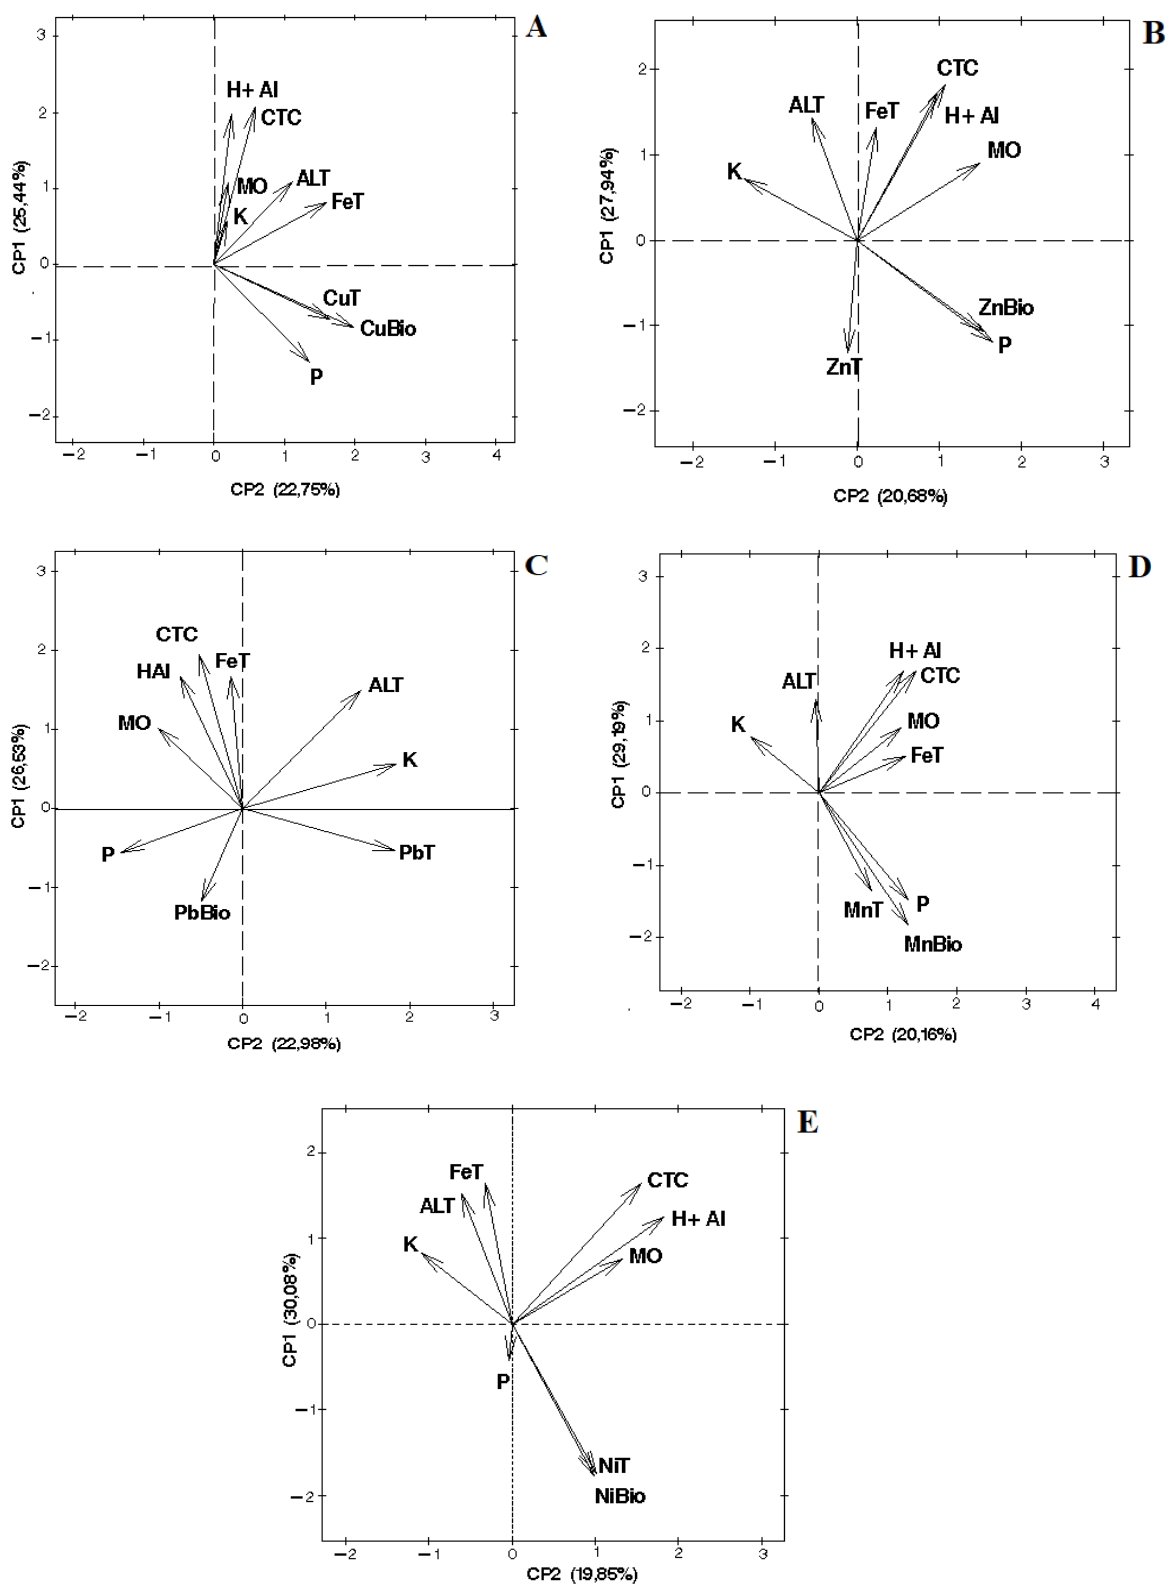 A
3
2
1
0
−1
−2
CP1 (25,44%)
H+ Al
CTC
MO
K
ALT
FeT
CuT
CuBio
P
−2 −1 0 1 2 3 4
CP2 (22,75%)
B
2
1
0
−1
−2
CP1 (27,94%)
CTC
ALT
FeT
H+ Al
MO
K
ZnBio
P
ZnT
−2 −1 0 1 2 3
CP2 (20,68%)
C
3
2
1
0
−1
−2
CP1 (26,53%)
CTC
FeT
HAl
ALT
MO
K
P
PbT
PbBio
−2 −1 0 1 2 3
CP2 (22,98%)
D
3
2
1
0
−1
−2
CP1 (29,19%)
H+ Al
CTC
ALT
K
MO
FeT
MnT
P
MnBio
−2 −1 0 1 2 3 4
CP2 (20,16%)
E
2
1
0
−1
−2
CP1 (30,08%)
FeT
CTC
ALT
H+ Al
K
MO
P
NiT
NiBio
−2 −1 0 1 2 3
CP2 (19,85%)